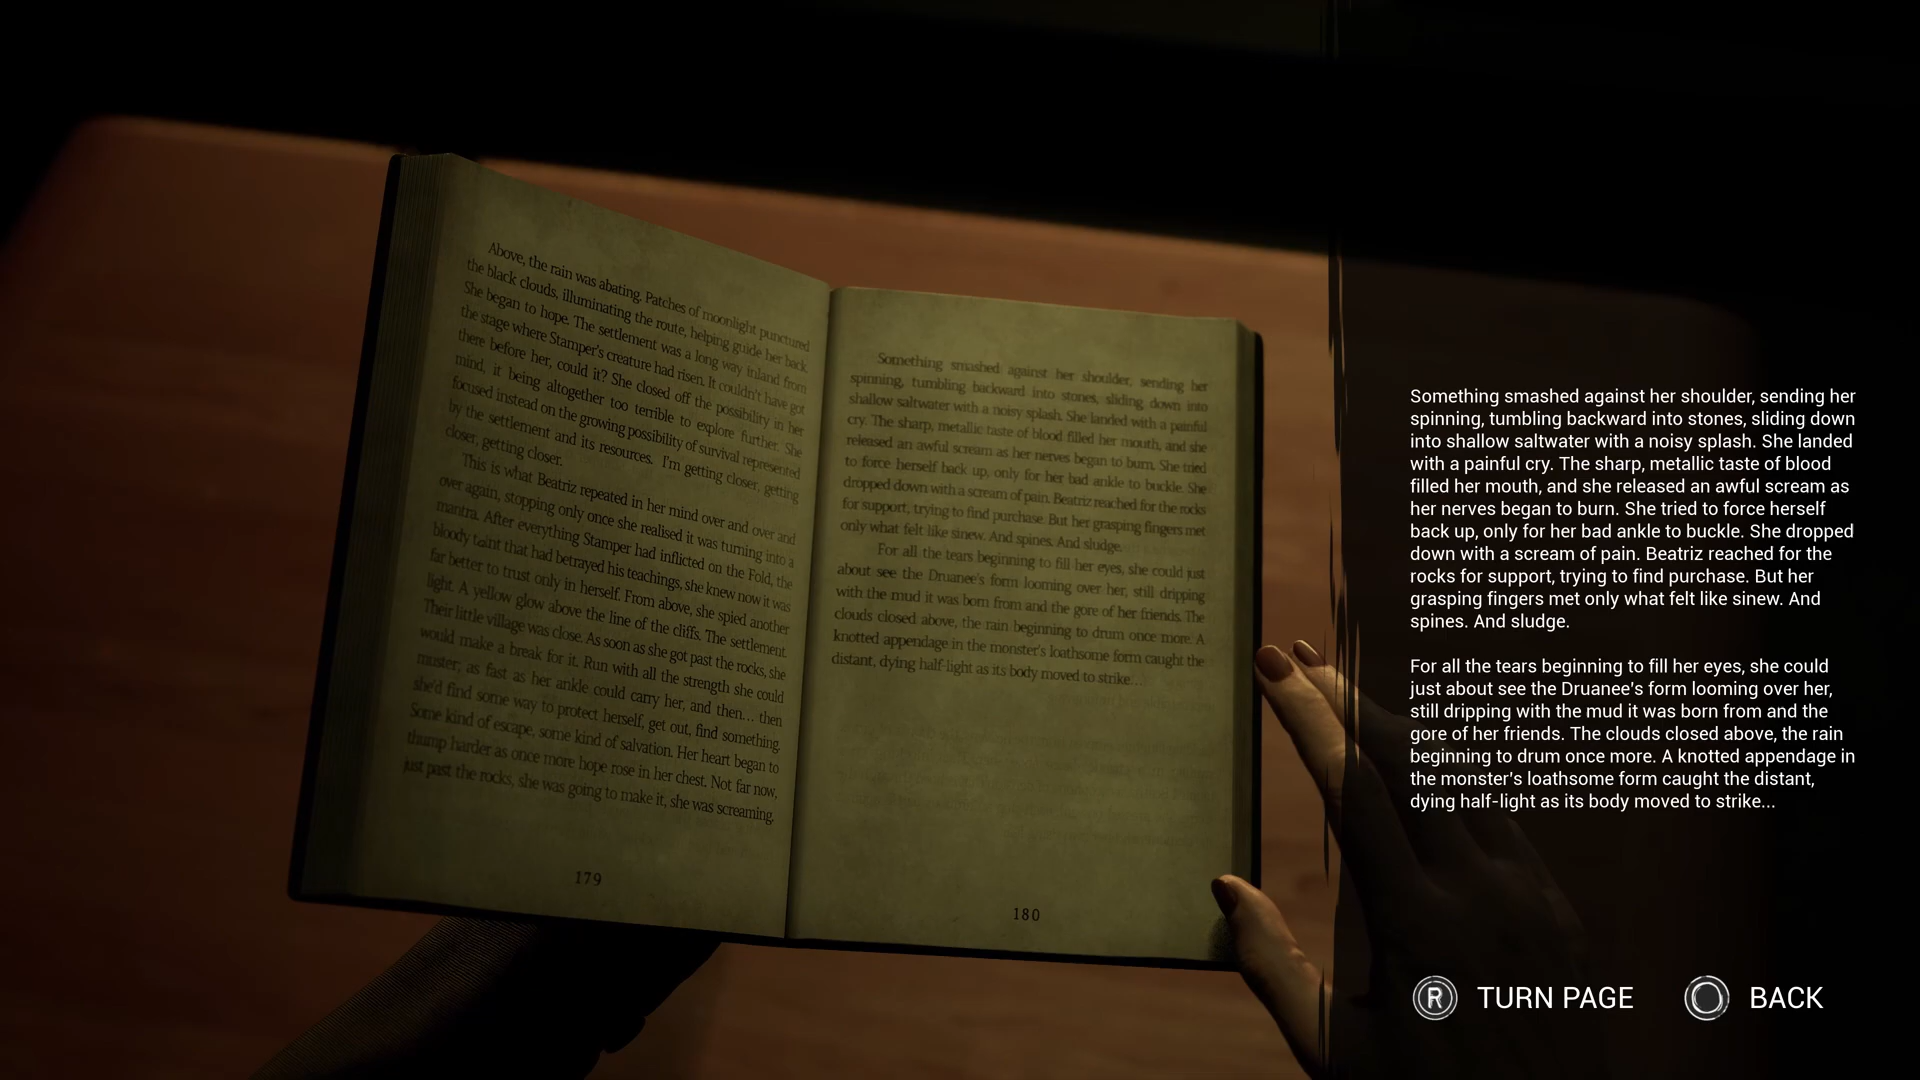 Above, the rain was abating. Patches of moonlight punctured
the black clouds, illuminating the route, helping guide her back.
She began to hope. The settlement was a long way inland from
the stage where Stamper's creature had risen. It couldn't have got
there before her, could it? She closed off the possibility in her
mind, it being altogether too terrible to explore further. She
focused instead on the growing possibility of survival represented
by the settlement and its resources. I'm getting closer, getting
closer, getting closer.
This is what Beatriz repeated in her mind over and over and
over again, stopping only once she realised it was turning into a
mantra. After everything Stamper had inflicted on the Fold, the
bloody taint that had betrayed his teachings, she knew now it was
far better to trust only in herself. From above, she spied another
light. A yellow glow above the line of the cliffs. The settlement.
Their little village was close. As soon as she got past the rocks, she
would make a break for it. Run with all the strength she could
muster; as fast as her ankle could carry her, and then... then
she'd find some way to protect herself, get out, find something.
Some kind of escape, some kind of salvation. Her heart began to
thump harder as once more hope rose in her chest. Not far now,
just past the rocks, she was going to make it, she was screaming.
179
Something smashed against her shoulder, sending her
spinning, tumbling backward into stones, sliding down into
shallow saltwater with a noisy splash. She landed with a painful
cry. The sharp, metallic taste of blood filled her mouth, and she
released an awful scream as her nerves began to burn. She tried
to force herself back up, only for her bad ankle to buckle. She
dropped down with a scream of pain. Beatriz reached for the rocks
for support, trying to find purchase. But her grasping fingers met
only what felt like sinew. And spines. And sludge.
For all the tears beginning to fill her eyes, she could just
about see the Druanee's form looming over her, still dripping
with the mud it was born from and the gore of her friends. The
clouds closed above, the rain beginning to drum once more. A
knotted appendage in the monster's loathsome form caught the
distant, dying half-light as its body moved to strike...
180
Something smashed against her shoulder, sending her
spinning, tumbling backward into stones, sliding down
into shallow saltwater with a noisy splash. She landed
with a painful cry. The sharp, metallic taste of blood
filled her mouth, and she released an awful scream as
her nerves began to burn. She tried to force herself
back up, only for her bad ankle to buckle. She dropped
down with a scream of pain. Beatriz reached for the
rocks for support, trying to find purchase. But her
grasping fingers met only what felt like sinew. And
spines. And sludge.
For all the tears beginning to fill her eyes, she could
just about see the Druanee's form looming over her,
still dripping with the mud it was born from and the
gore of her friends. The clouds closed above, the rain
beginning to drum once more. A knotted appendage in
the monster's loathsome form caught the distant,
dying half-light as its body moved to strike...
R TURN PAGE
BACK